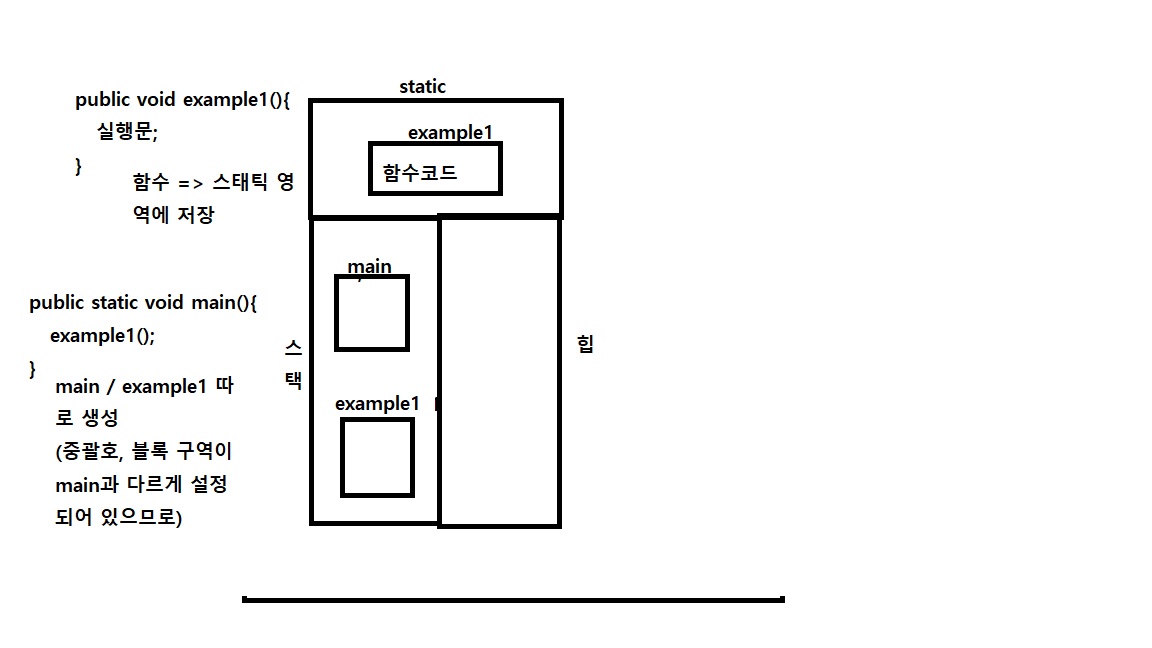 public void example1(){
실행문;
}
함수 => 스태틱 영
역에 저장
static
example1
함수코드
public static void main(){
example1();
}
main / example1 따
로 생성
(중괄호, 블록 구역이
main과 다르게 설정
되어 있으므로)
스
택
main
example1
힙